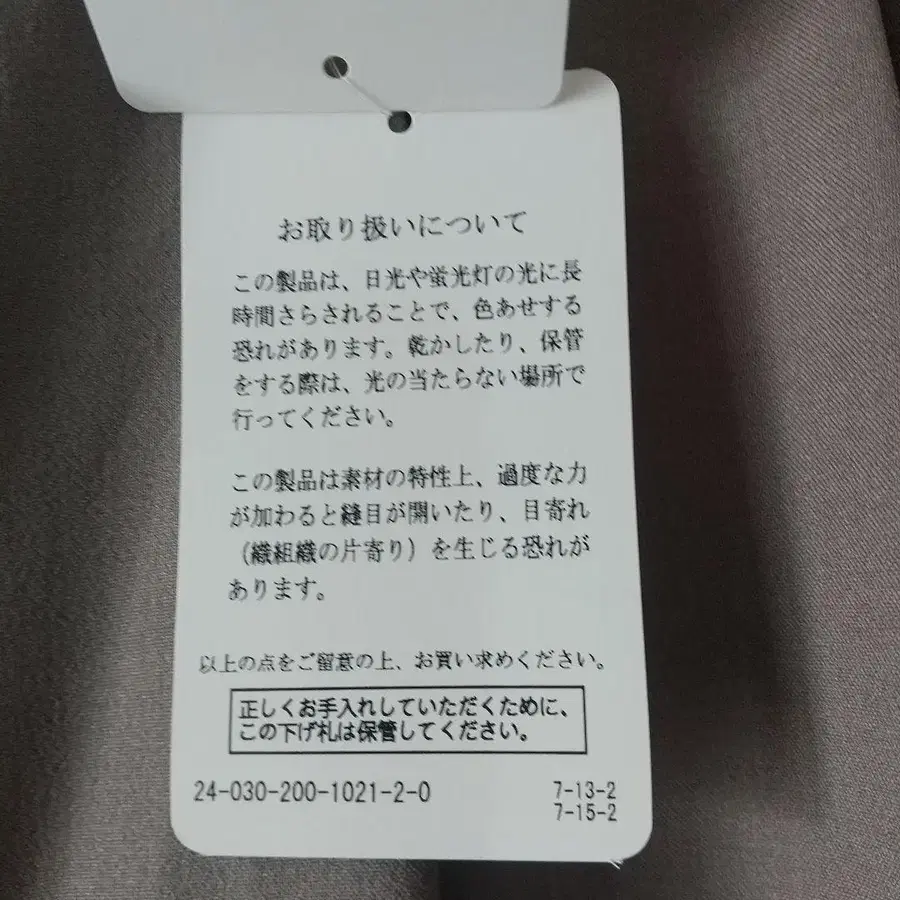 お取り扱いについて
この製品は、日光や蛍光灯の光に長
時間さらされることで、色あせする
恐れがあります。乾かしたり、保管
をする際は、光の当たらない場所で
行ってください。
この製品は素材の特性上、過度な力
が加わると縫目が開いたり、目寄れ
（織組織の片寄り）を生じる恐れが
あります。
以上の点をご留意の上、お買い求めください。
正しくお手入れしていただくために、
この下げ札は保管してください。
24-030-200-1021-2-0
7-13-2
7-15-2